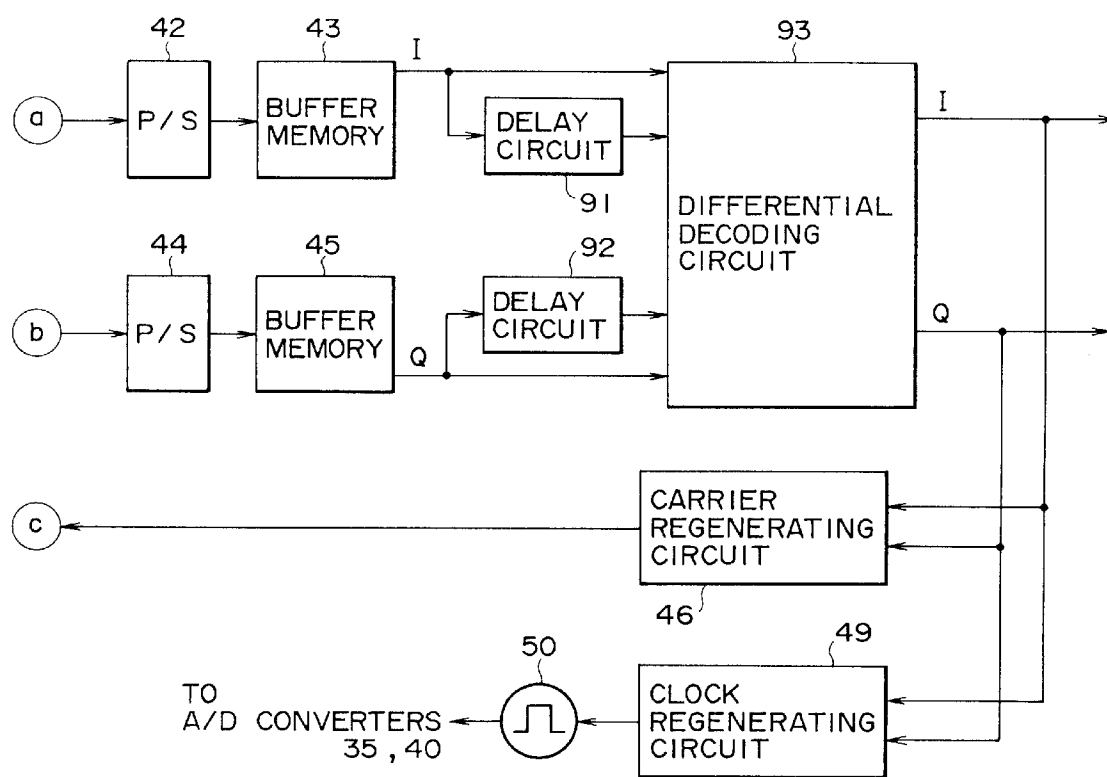 42
43
I
93
a
P/S
BUFFER
MEMORY
DELAY
CIRCUIT
91
I
DIFFERENTIAL
DECODING
CIRCUIT
44
45
92
b
P/S
BUFFER
MEMORY
Q
DELAY
CIRCUIT
Q
c
CARRIER
REGENERATING
CIRCUIT
46
50
49
TO
A/D CONVERTERS
35, 40
CLOCK
REGENERATING
CIRCUIT